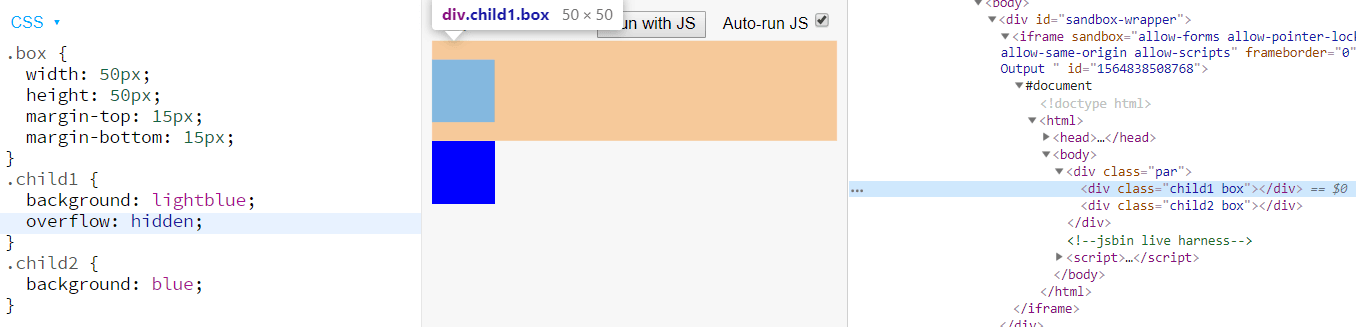 CSS ▾
.box {
width: 50px;
height: 50px;
margin-top: 15px;
margin-bottom: 15px;
}
.child1 {
background: lightblue;
overflow: hidden;
}
.child2 {
background: blue;
}
div.child1.box 50 × 50
un with JS
Auto-run JS
▼<body>
▼<div id="sandbox-wrapper">
▼<iframe sandbox="allow-forms allow-pointer-loc
allow-same-origin allow-scripts" frameborder="0"
Output " id="1564838508768">
▼#document
<!doctype html>
▼<html>
▶<head>…</head>
▼<body>
▼<div class="par">
… <div class="child1 box"></div> == $0
<div class="child2 box"></div>
</div>
<!--jsbin live harness-->
▶<script>…</script>
</body>
</html>
</iframe>
</div>